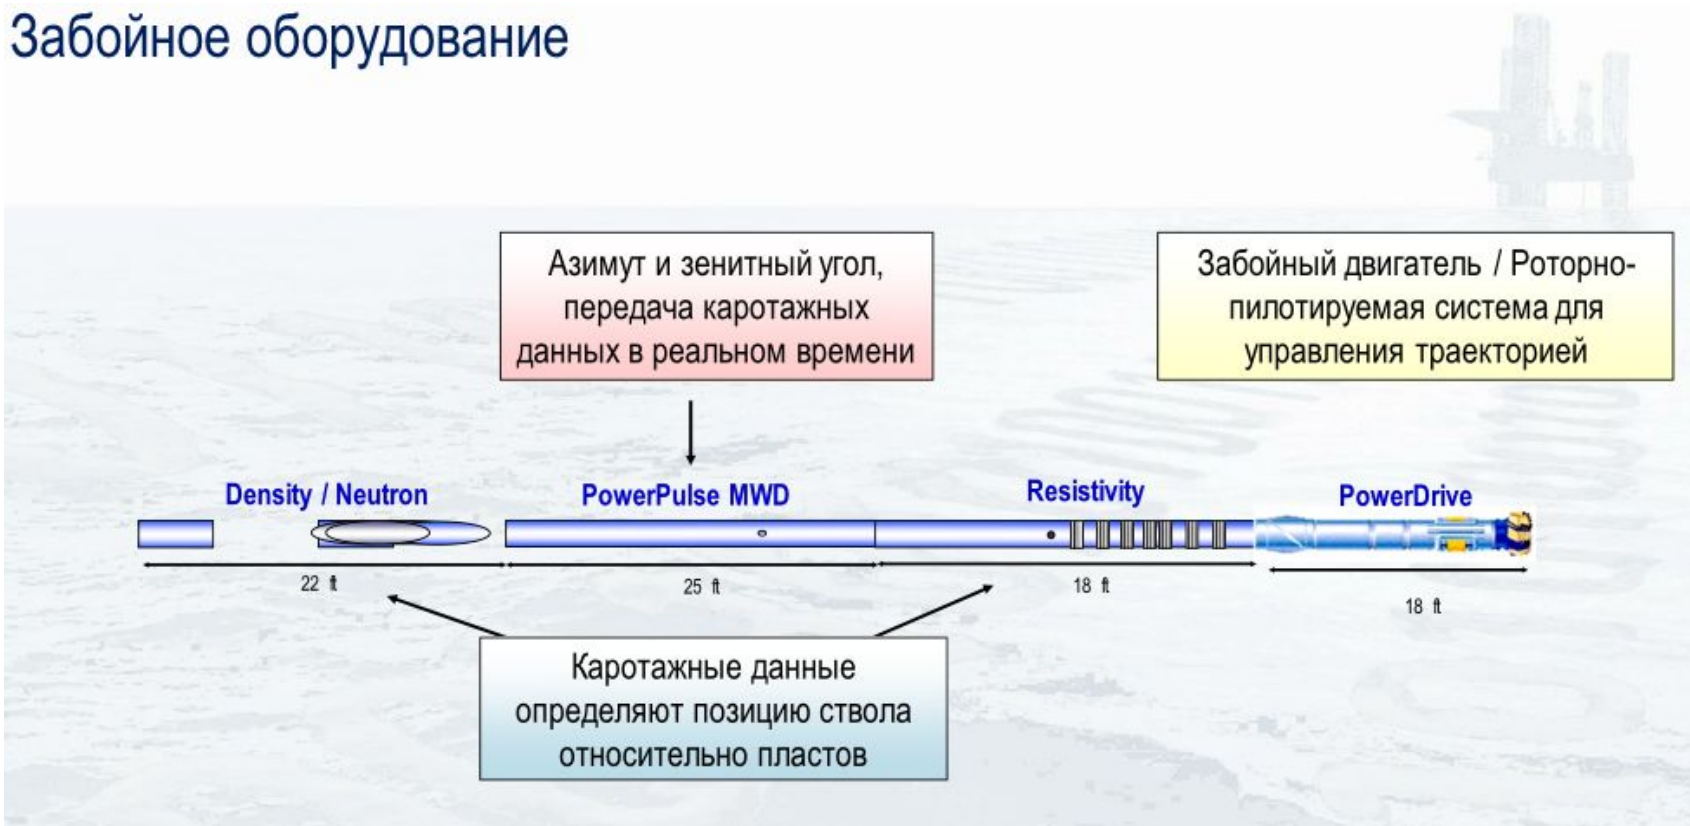 Забойное оборудование
Азимут и зенитный угол,
передача каротажных
данных в реальном времени
Забойный двигатель / Роторно-
пилотируемая система для
управления траекторией
Density / Neutron
PowerPulse MWD
Resistivity
PowerDrive
22 ft
25 ft
18 ft
18 ft
Каротажные данные
определяют позицию ствола
относительно пластов